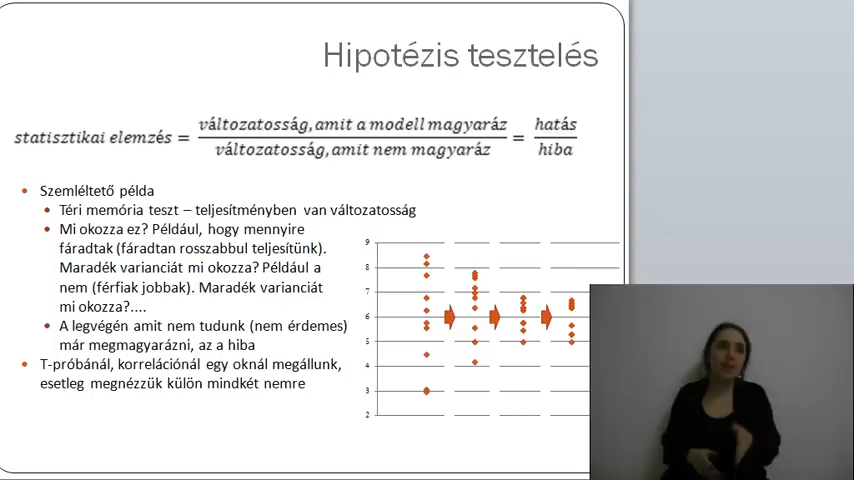 Hipotézis tesztelés
statisztikai elemzés = változatosság, amit a modell magyaráz / változatosság, amit nem magyaráz = hatás / hiba
• Szemléltető példa
• Téri memória teszt – teljesítményben van változatosság
• Mi okozza ez? Például, hogy mennyire
fáradtak (fáradtan rosszabbul teljesítünk).
Maradék varianciát mi okozza? Például a
nem (férfiak jobbak). Maradék varianciát
mi okozza?....
• A legvégén amit nem tudunk (nem érdemes)
már megmagyarázni, az a hiba
• T-próbánál, korrelációnál egy oknál megállunk,
esetleg megnézzük külön mindkét nemre
9
8
7
6
5
4
3
2